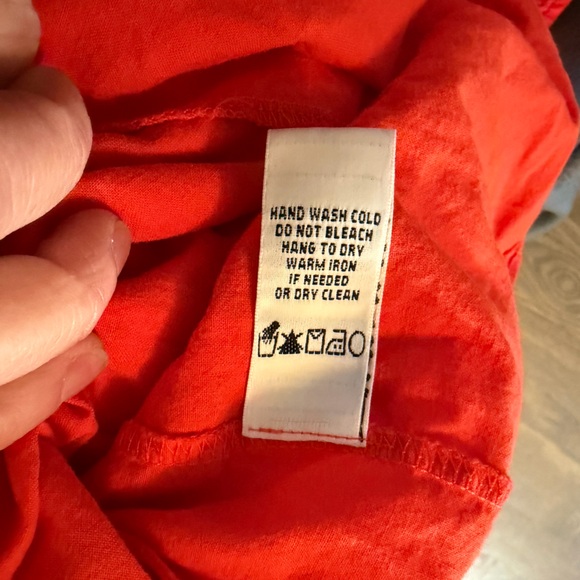 HAND WASH COLD
DO NOT BLEACH
HANG TO DRY
WARM IRON
IF NEEDED
OR DRY CLEAN